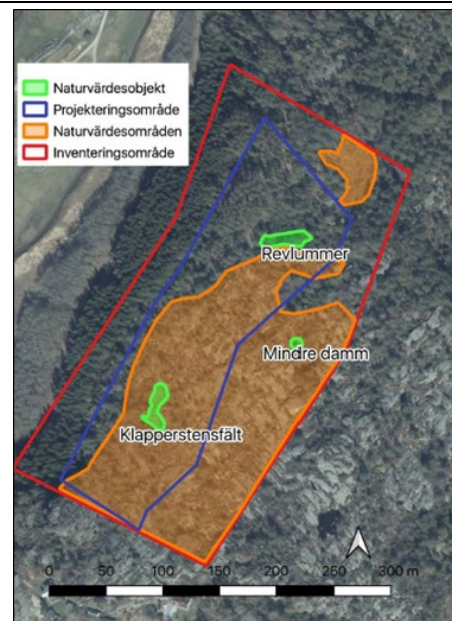 Naturvärdesobjekt
Projekteringsområde
Naturvärdesområden
Inventeringsområde
Revlummer
Mindre damm
Klapperstensfält
0 50 100 150 200 250 300 m